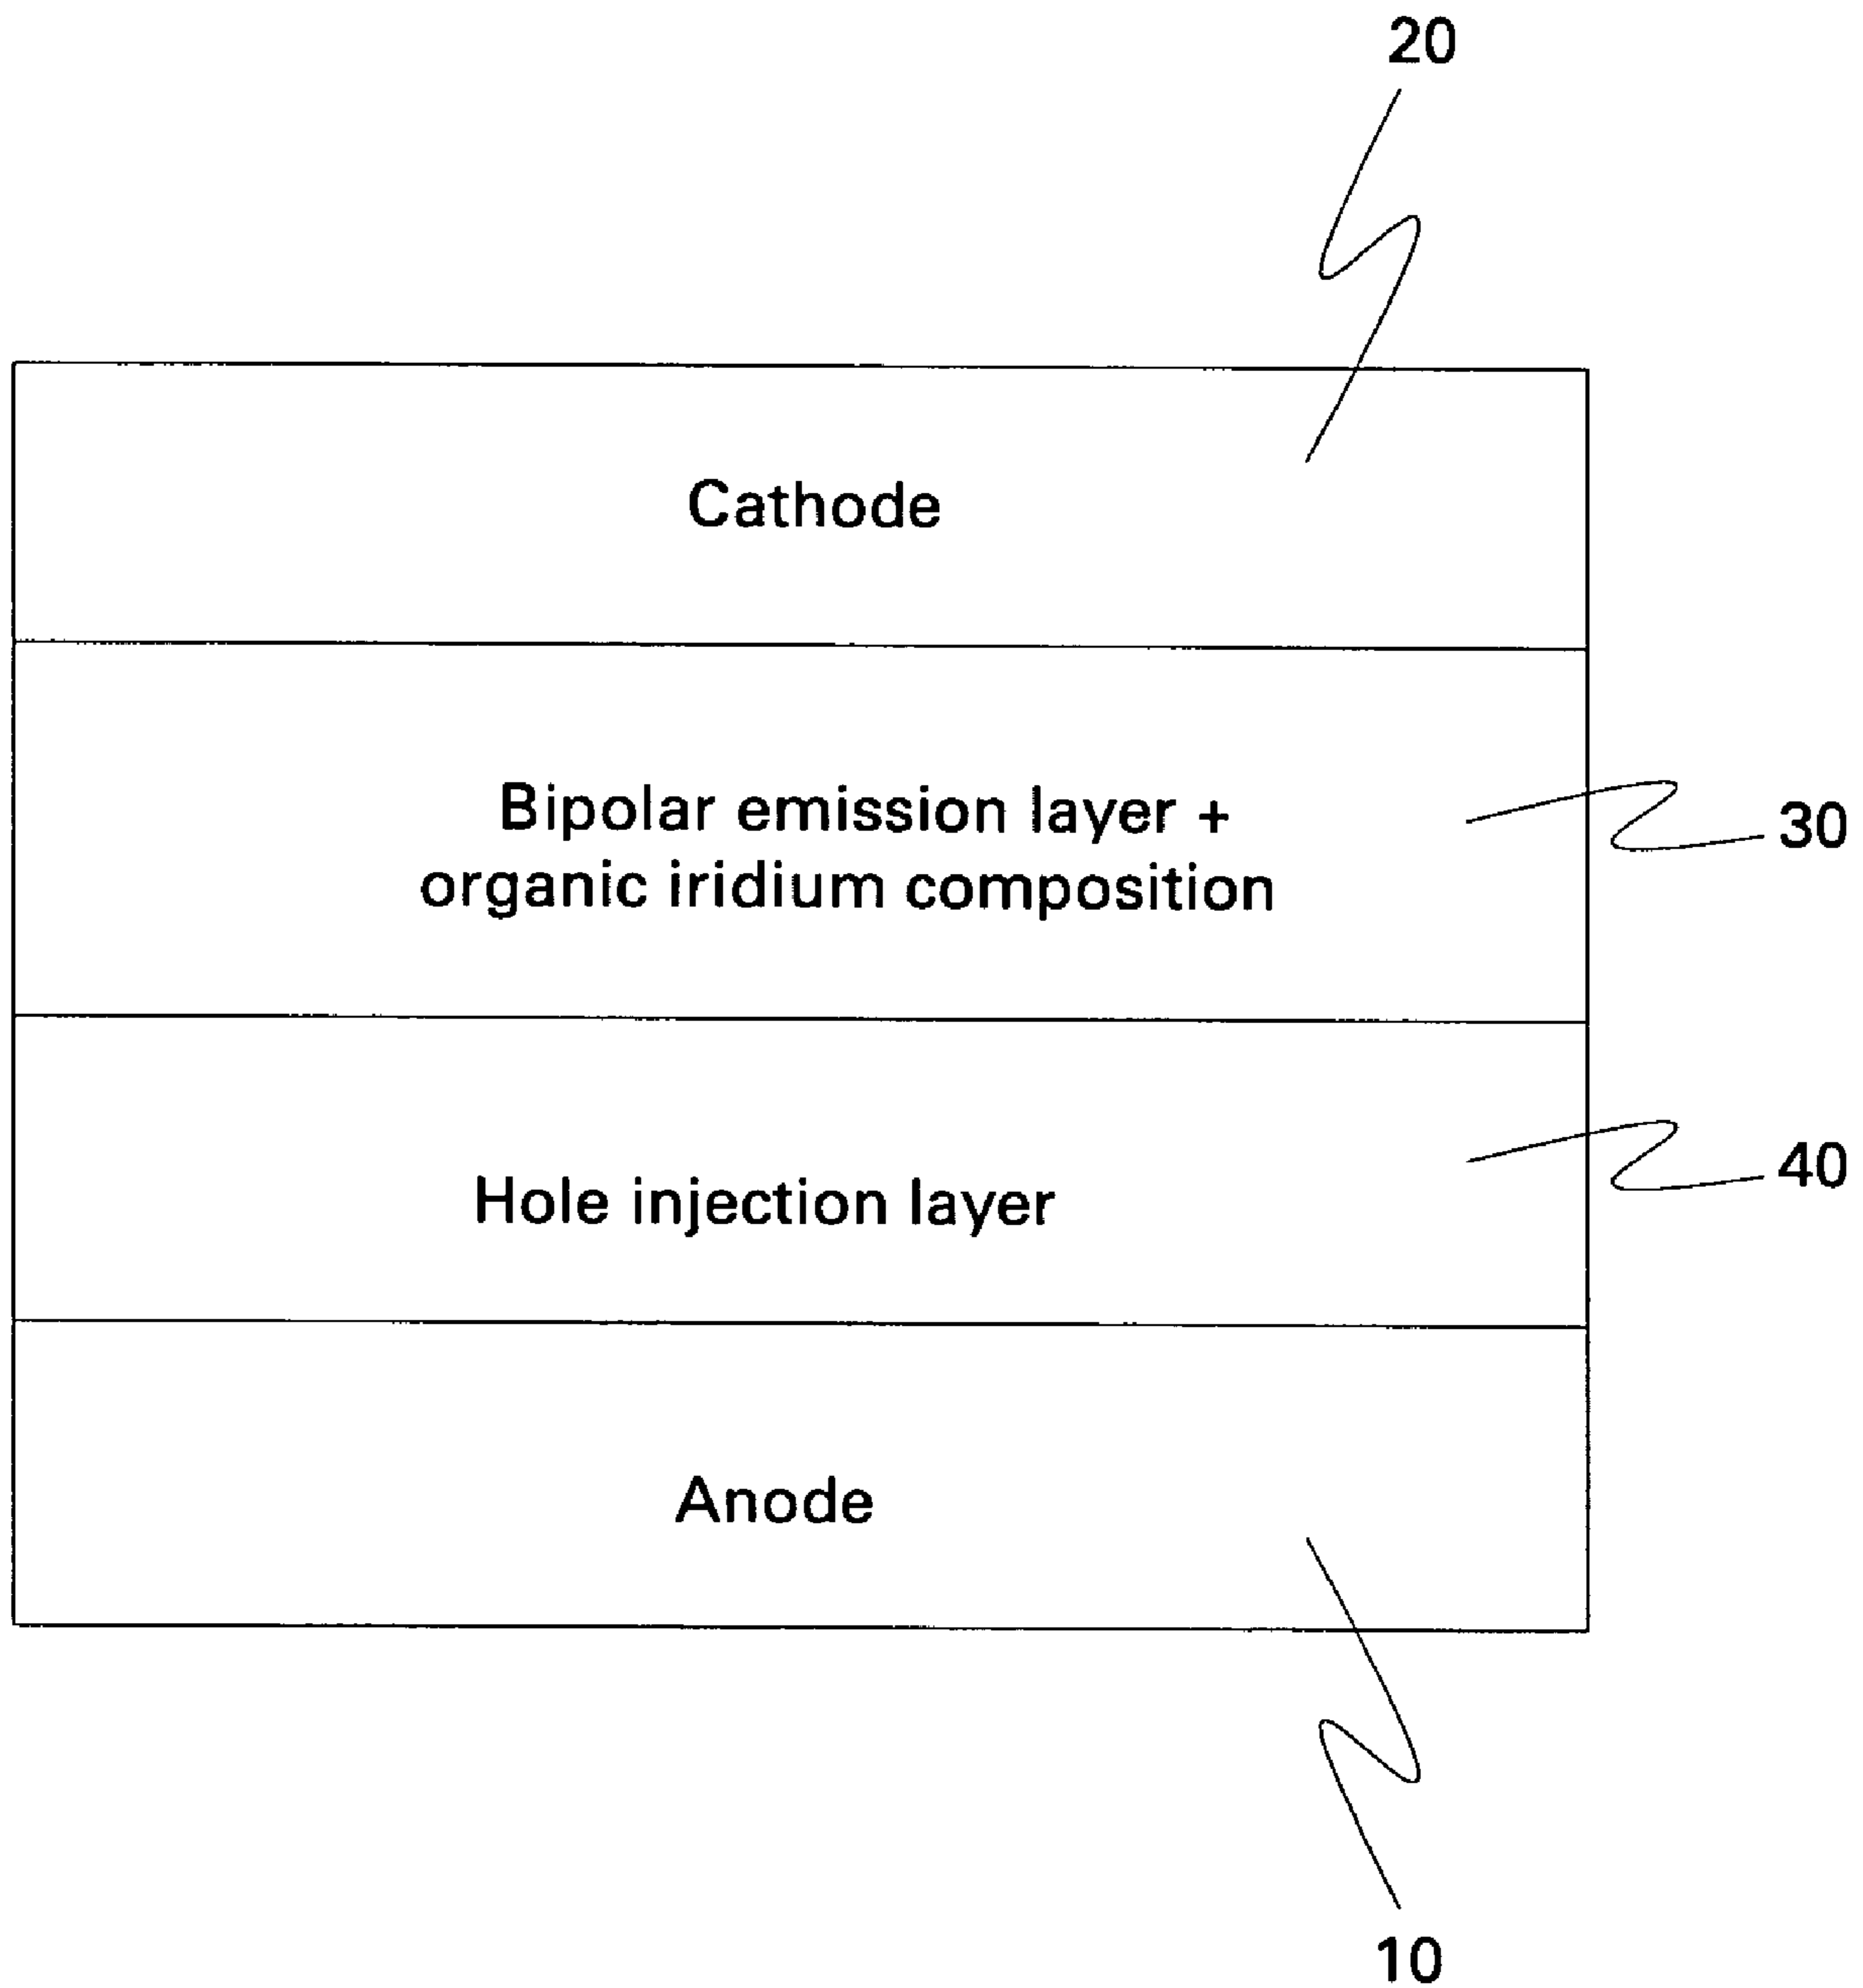 20
Cathode
Bipolar emission layer +
organic iridium composition
30
Hole injection layer
40
Anode
10